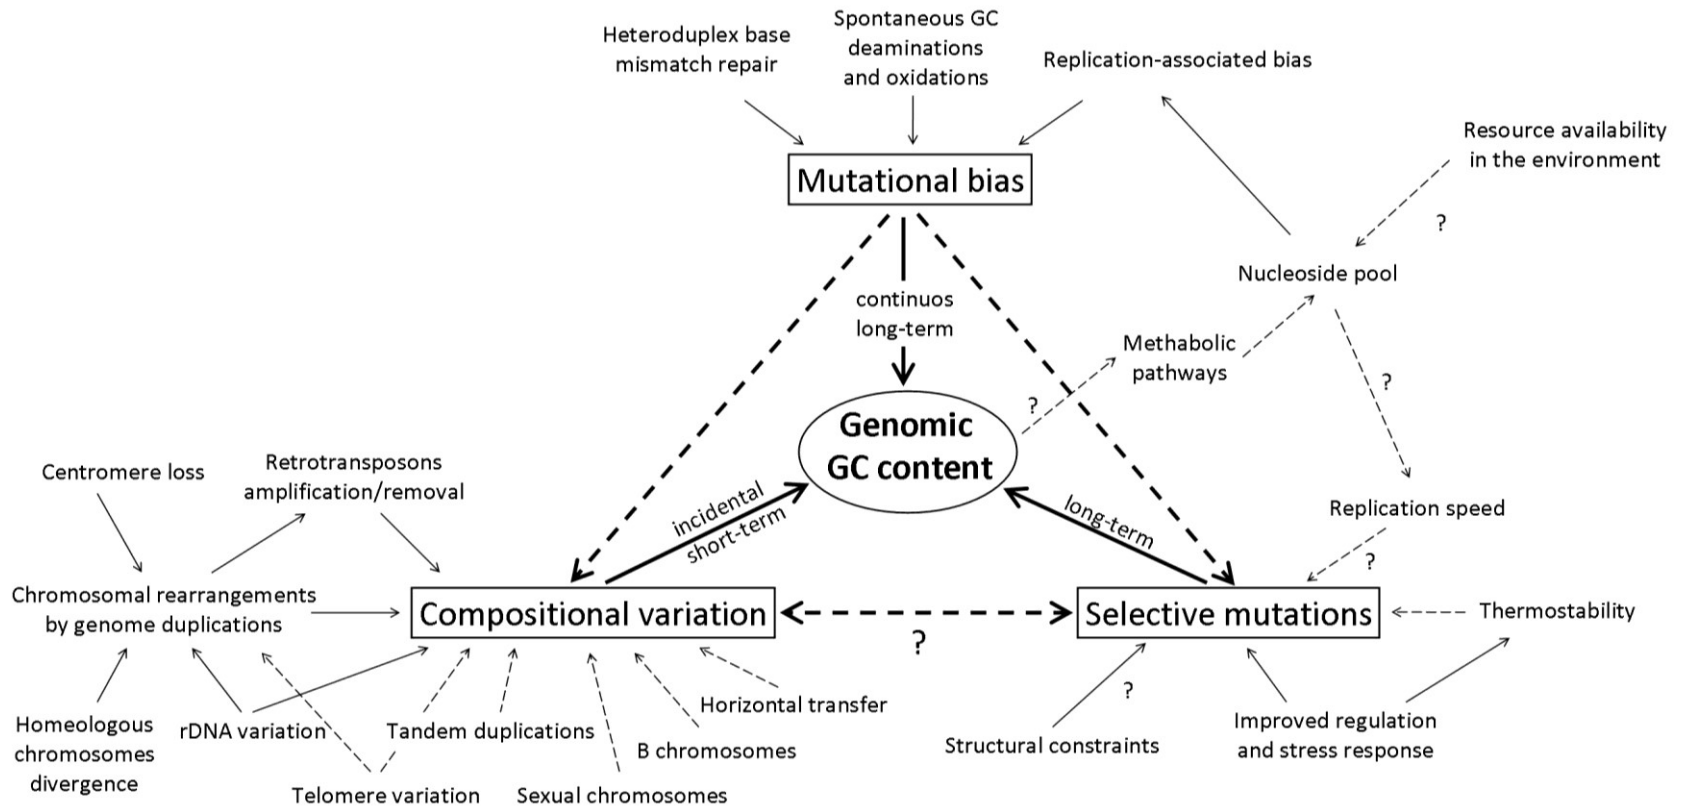 Heteroduplex base
mismatch repair
Spontaneous GC
deaminations
and oxidations
Replication-associated bias
Resource availability
in the environment
?
Mutational bias
Nucleoside pool
continuos
long-term
Methabolic
pathways
?
?
Genomic
GC content
Centromere loss
Retrotransposons
amplification/removal
incidental
short-term
long-term
Replication speed
?
Chromosomal rearrangements
by genome duplications
Compositional variation
?
Selective mutations
Thermostability
Homeologous
chromosomes
divergence
rDNA variation
Telomere variation
Tandem duplications
Sexual chromosomes
B chromosomes
Horizontal transfer
?
Structural constraints
Improved regulation
and stress response